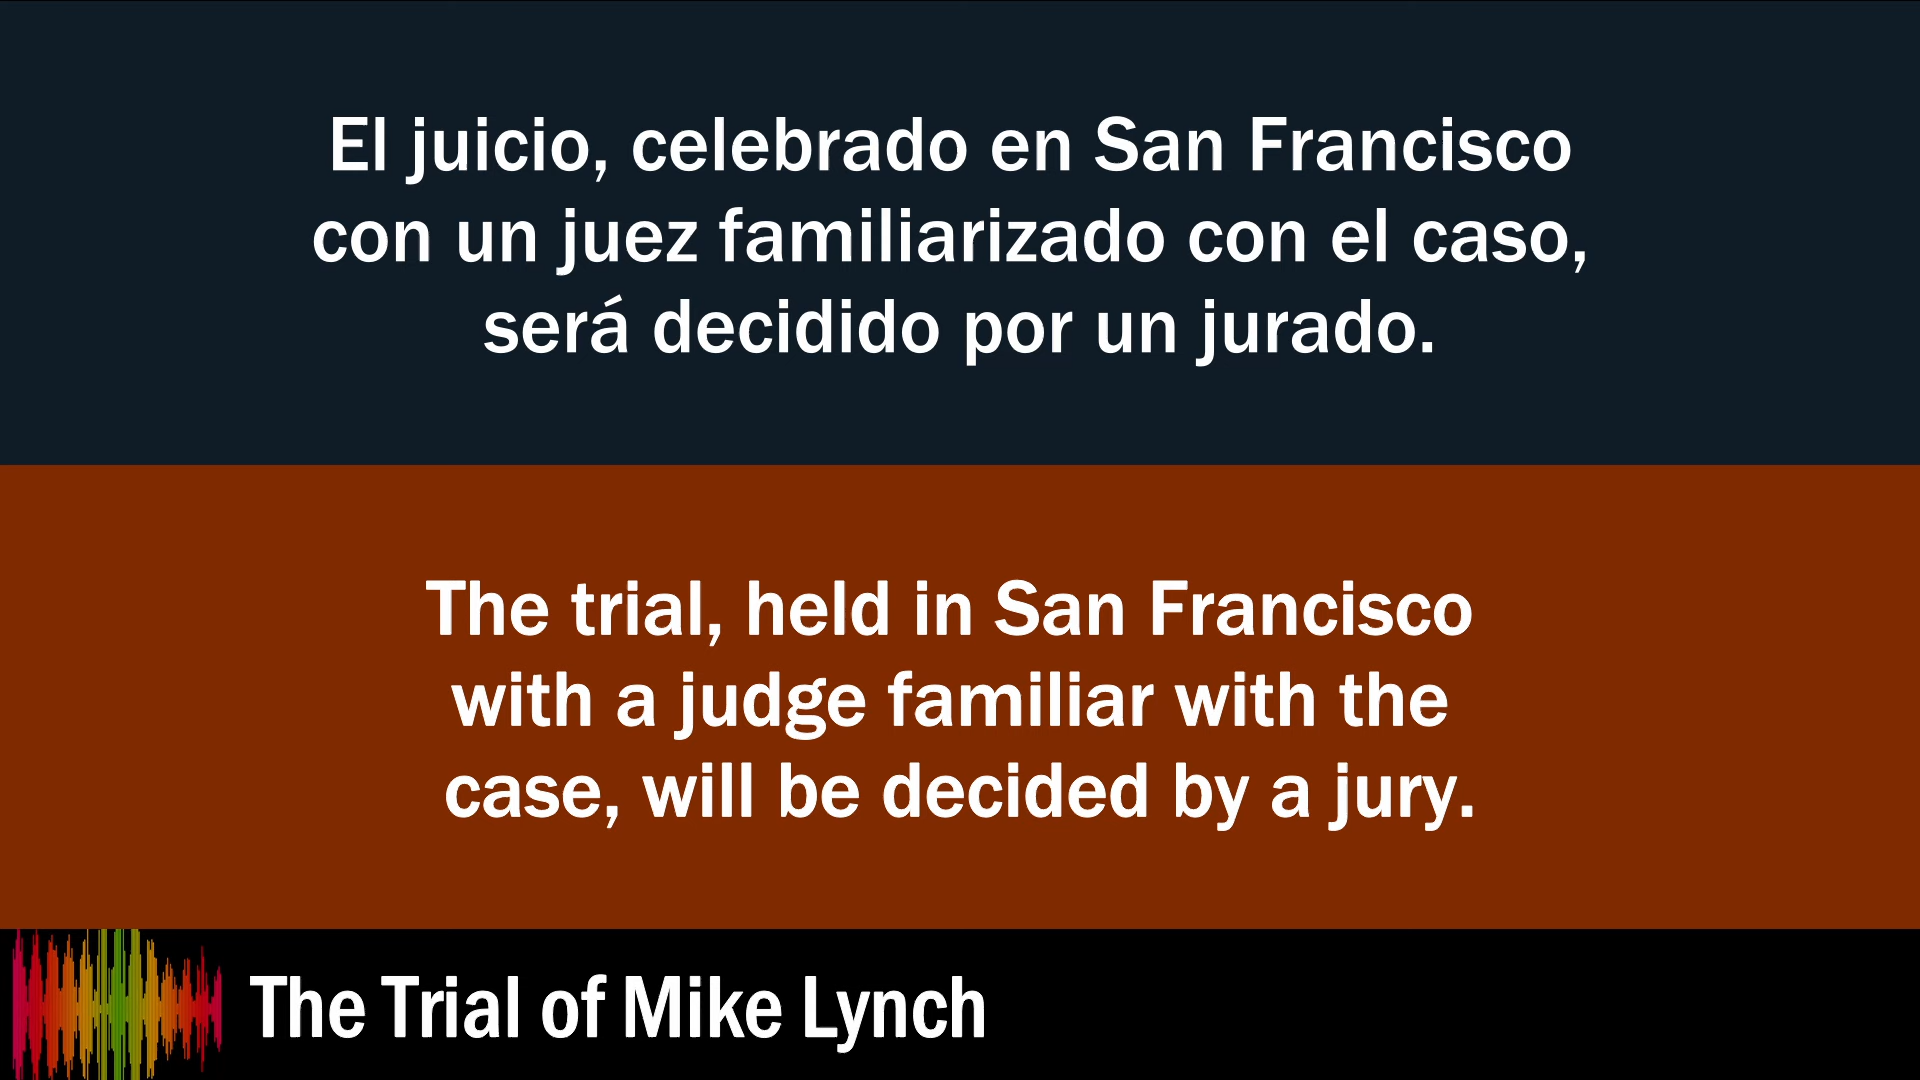 El juicio, celebrado en San Francisco
con un juez familiarizado con el caso,
será decidido por un jurado.
The trial, held in San Francisco
with a judge familiar with the
case, will be decided by a jury.
The Trial of Mike Lynch